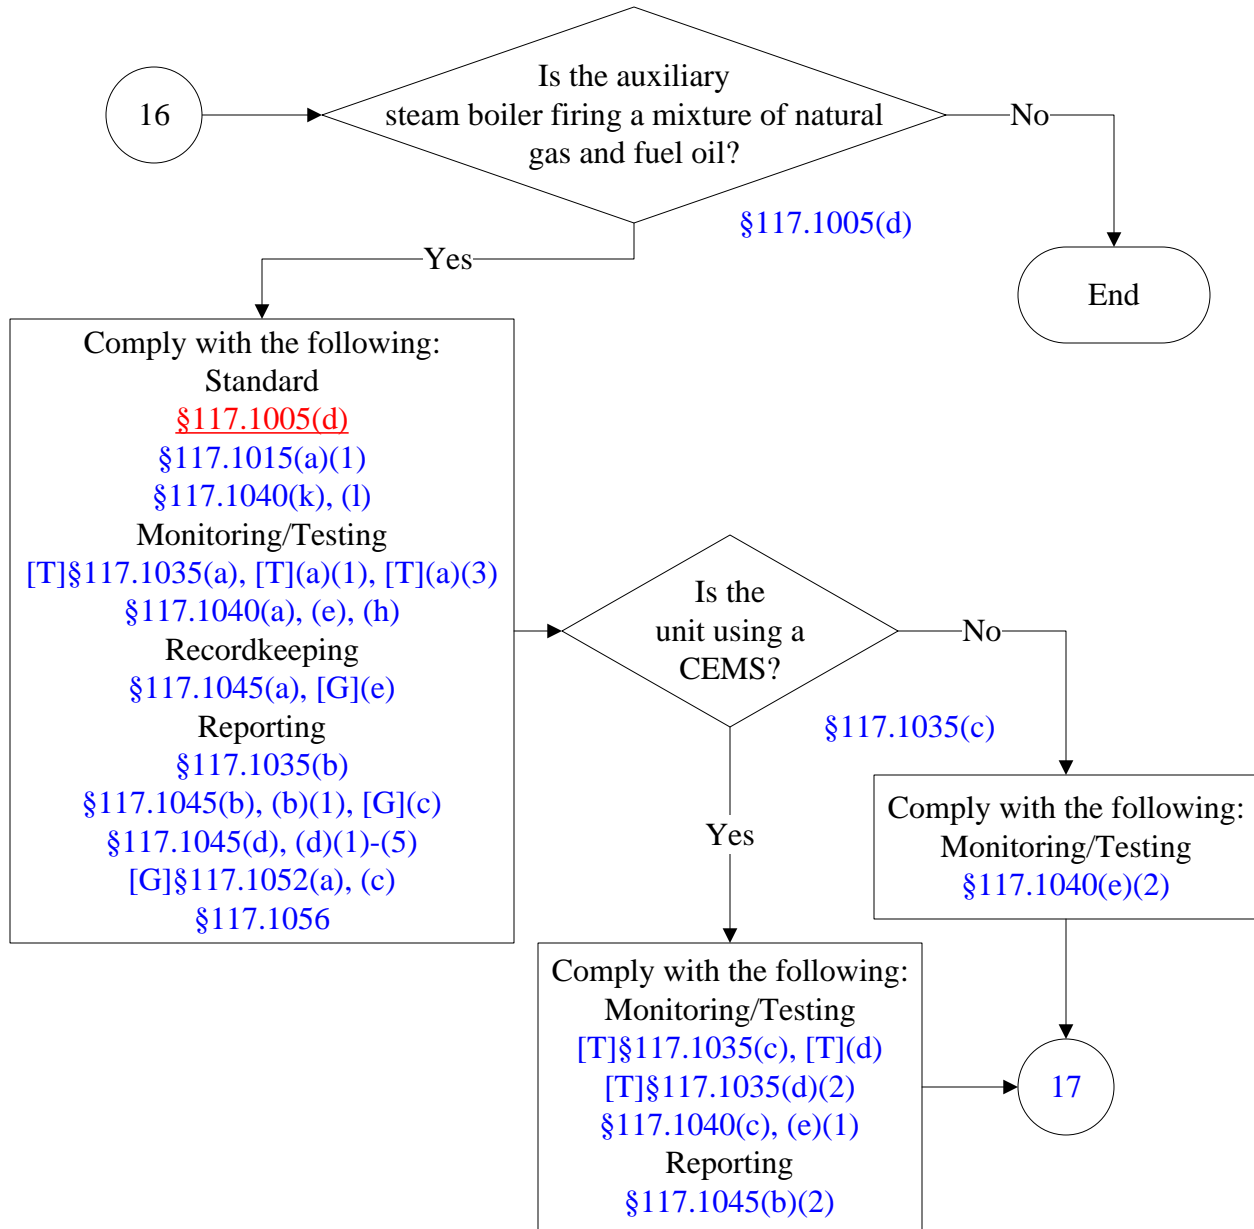 16
Is the auxiliary
steam boiler firing a mixture of natural
gas and fuel oil?
No
§117.1005(d)
End
Yes
Comply with the following:
Standard
§117.1005(d)
§117.1015(a)(1)
§117.1040(k), (l)
Monitoring/Testing
[T]§117.1035(a), [T](a)(1), [T](a)(3)
§117.1040(a), (e), (h)
Recordkeeping
§117.1045(a), [G](e)
Reporting
§117.1035(b)
§117.1045(b), (b)(1), [G](c)
§117.1045(d), (d)(1)-(5)
[G]§117.1052(a), (c)
§117.1056
Is the
unit using a
CEMS?
No
§117.1035(c)
Yes
Comply with the following:
Monitoring/Testing
§117.1040(e)(2)
Comply with the following:
Monitoring/Testing
[T]§117.1035(c), [T](d)
[T]§117.1035(d)(2)
§117.1040(c), (e)(1)
Reporting
§117.1045(b)(2)
17